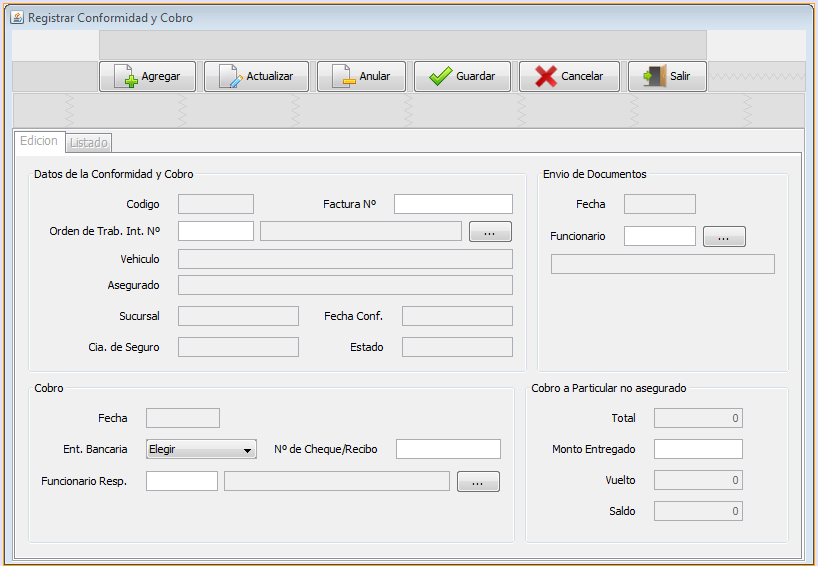 Registrar Conformidad y Cobro
Agregar Actualizar Anular Guardar Cancelar Salir
Edicion Listado
Datos de la Conformidad y Cobro
Codigo Factura Nº
Orden de Trab. Int. Nº ...
Vehiculo
Asegurado
Sucursal Fecha Conf.
Cia. de Seguro Estado
Envio de Documentos
Fecha
Funcionario ...
Cobro
Fecha
Ent. Bancaria Elegir Nº de Cheque/Recibo
Funcionario Resp. ...
Cobro a Particular no asegurado
Total 0
Monto Entregado
Vuelto 0
Saldo 0